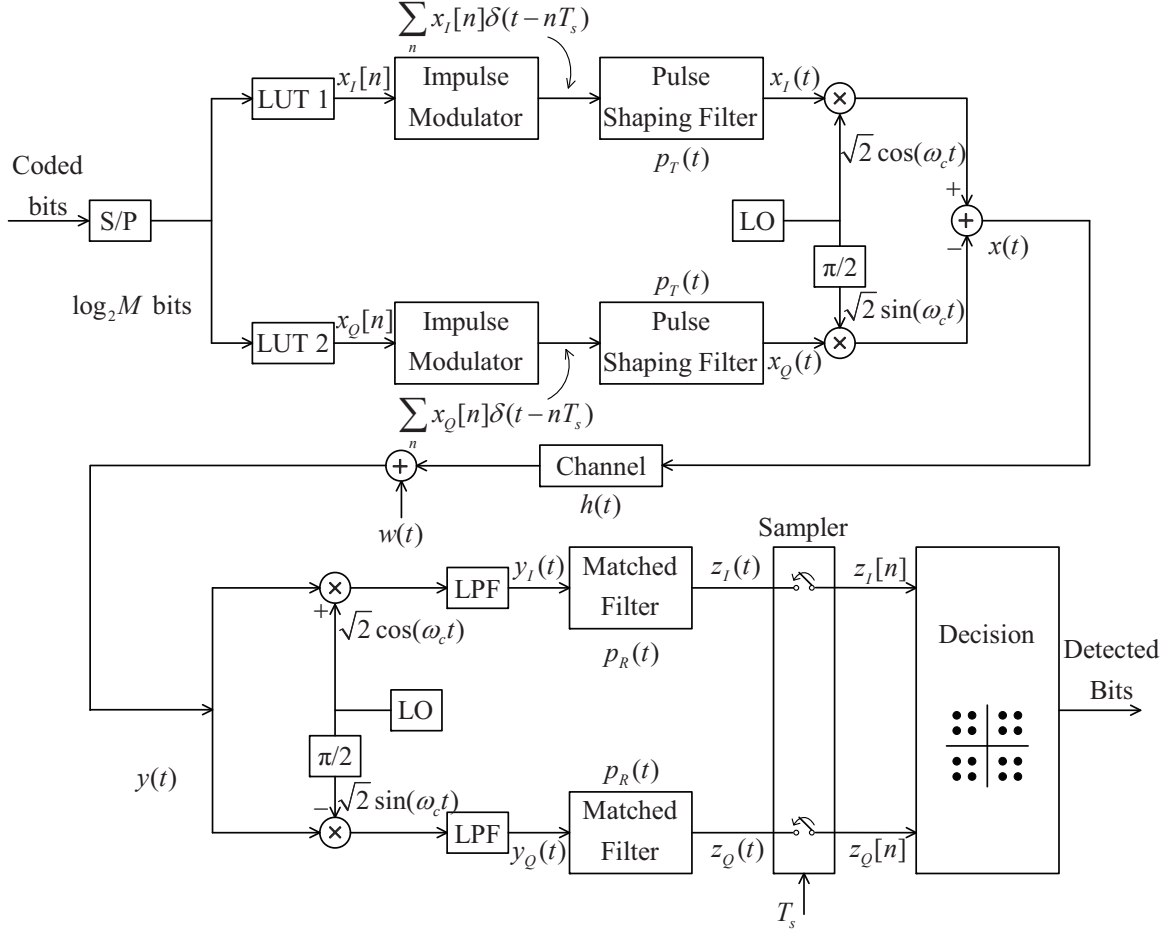 ∑ₙ x_I[n]δ(t − nT_s)
LUT 1
x_I[n]
Impulse
Modulator
Pulse
Shaping Filter
p_T(t)
x_I(t)
×
√2 cos(ω_c t)
Coded
bits
S/P
log₂M bits
LO
π/2
+
+
−
x(t)
LUT 2
x_Q[n]
Impulse
Modulator
p_T(t)
Pulse
Shaping Filter
x_Q(t)
×
√2 sin(ω_c t)
∑ₙ x_Q[n]δ(t − nT_s)
+
w(t)
Channel
h(t)
y(t)
×
+
√2 cos(ω_c t)
LO
π/2
−
√2 sin(ω_c t)
×
LPF
y_I(t)
Matched
Filter
p_R(t)
z_I(t)
Sampler
z_I[n]
LPF
y_Q(t)
p_R(t)
Matched
Filter
z_Q(t)
z_Q[n]
T_s
Decision
Detected
Bits